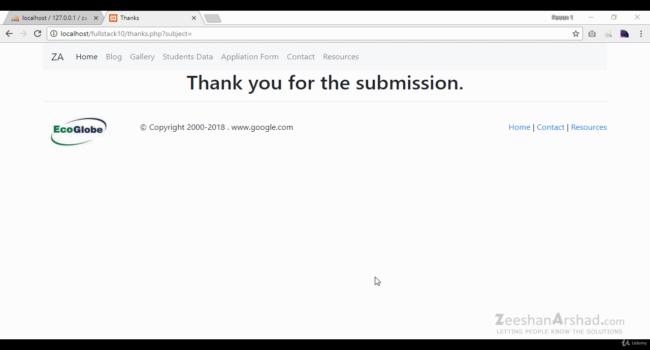 localhost / 127.0.0.1 / za
Thanks
localhost/fullstack10/thanks.php?subject=
ZA Home Blog Gallery Students Data Appliation Form Contact Resources
Thank you for the submission.
EcoGlobe
© Copyright 2000-2018 . www.google.com
Home | Contact | Resources
ZeeshanArshad.com
LETTING PEOPLE KNOW THE SOLUTIONS
Udemy